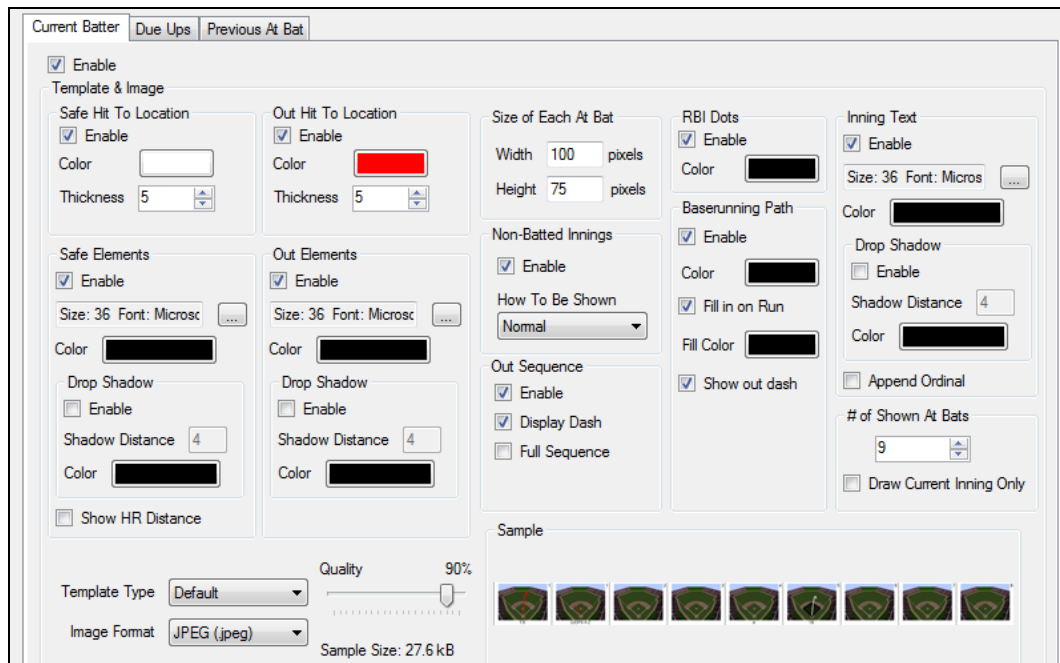 Current Batter
Due Ups
Previous At Bat
Enable
Template & Image
Safe Hit To Location
Enable
Color
Thickness 5
Out Hit To Location
Enable
Color
Thickness 5
Size of Each At Bat
Width 100 pixels
Height 75 pixels
RBI Dots
Enable
Color
Inning Text
Enable
Size: 36 Font: Micros ...
Color
Drop Shadow
Enable
Shadow Distance 4
Color
Append Ordinal
Safe Elements
Enable
Size: 36 Font: Microsc ...
Color
Drop Shadow
Enable
Shadow Distance 4
Color
Show HR Distance
Out Elements
Enable
Size: 36 Font: Microsc ...
Color
Drop Shadow
Enable
Shadow Distance 4
Color
Non-Batted Innings
Enable
How To Be Shown
Normal
Out Sequence
Enable
Display Dash
Full Sequence
Baserunning Path
Enable
Color
Fill in on Run
Fill Color
Show out dash
# of Shown At Bats
9
Draw Current Inning Only
Template Type Default
Image Format JPEG (.jpeg)
Quality 90%
Sample Size: 27.6 kB
Sample